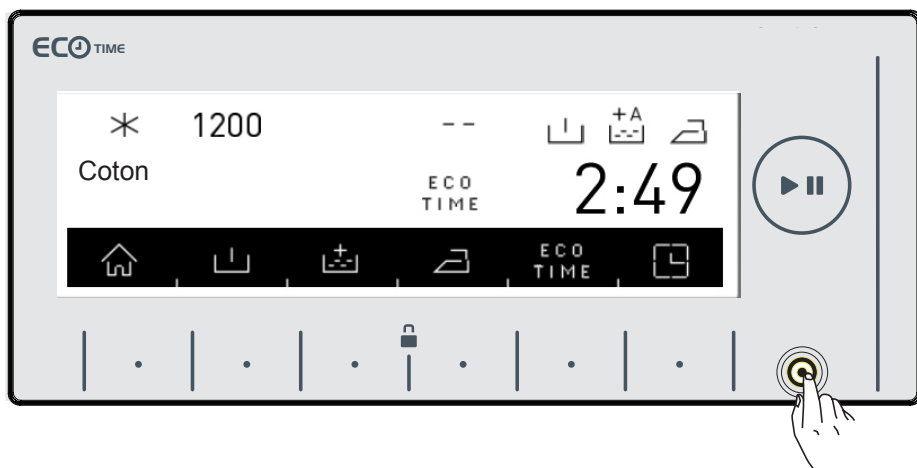 ECO TIME
1200 -- +A
Coton
ECO
TIME
2:49
ECO
TIME